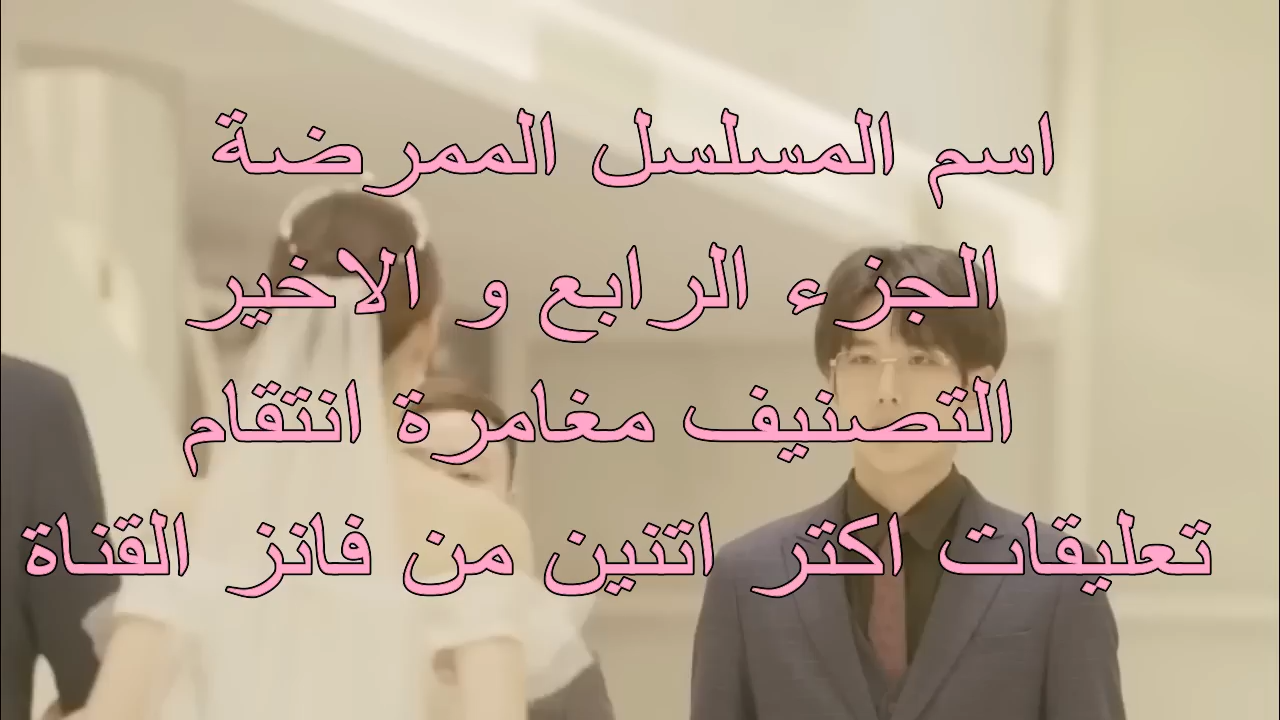 اسم المسلسل الممرضة
الجزء الرابع و الاخير
التصنيف مغامرة انتقام
تعليقات اكتر اتنين من فانز القناة